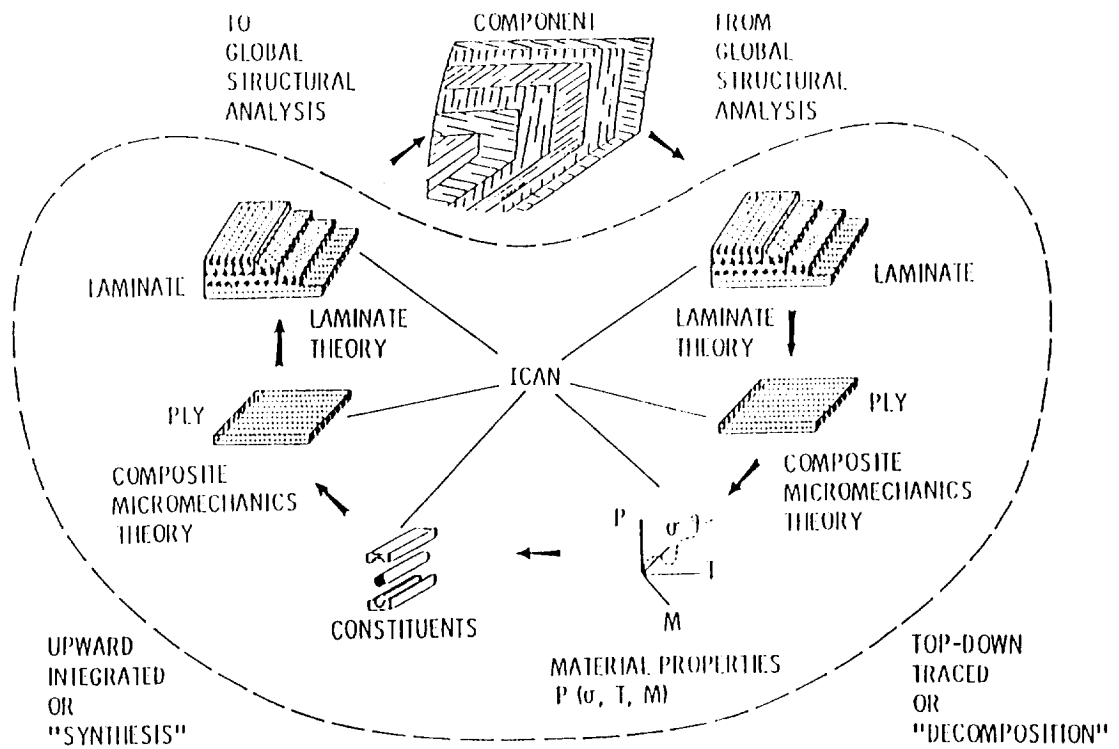 TO
GLOBAL
STRUCTURAL
ANALYSIS
COMPONENT
FROM
GLOBAL
STRUCTURAL
ANALYSIS
LAMINATE
LAMINATE
THEORY
LAMINATE
THEORY
LAMINATE
ICAN
PLY
PLY
COMPOSITE
MICROMECHANICS
THEORY
COMPOSITE
MICROMECHANICS
THEORY
P
σ
M
CONSTITUENTS
MATERIAL PROPERTIES
P (σ, T, M)
UPWARD
INTEGRATED
OR
"SYNTHESIS"
TOP-DOWN
TRACED
OR
"DECOMPOSITION"